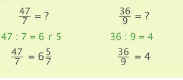 47/7 = ?
36/9 = ?
47 : 7 = 6 r 5
36 : 9 = 4
47/7 = 6 5/7
36/9 = 4